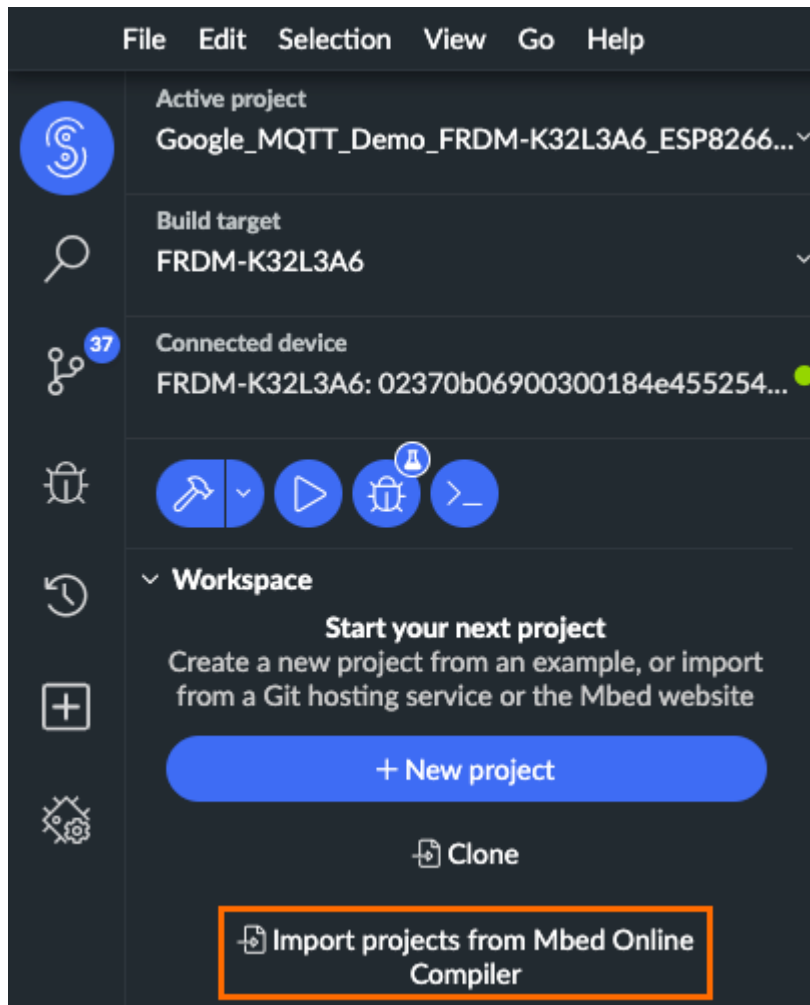 File Edit Selection View Go Help
Active project
Google_MQTT_Demo_FRDM-K32L3A6_ESP8266...
Build target
FRDM-K32L3A6
37
Connected device
FRDM-K32L3A6: 02370b06900300184e455254...
Workspace
Start your next project
Create a new project from an example, or import
from a Git hosting service or the Mbed website
+ New project
Clone
Import projects from Mbed Online
Compiler